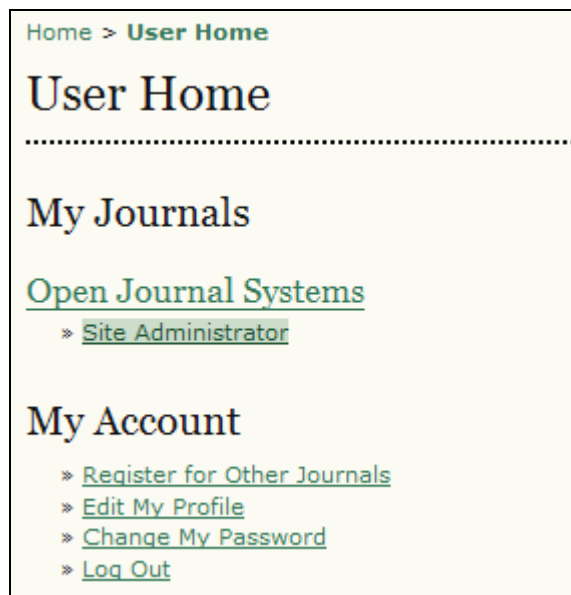 Home > User Home
User Home
My Journals
Open Journal Systems
» Site Administrator
My Account
» Register for Other Journals
» Edit My Profile
» Change My Password
» Log Out